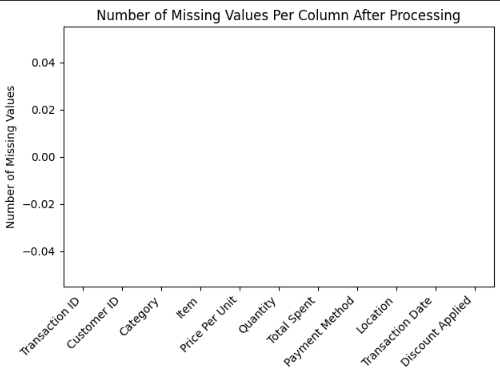 Number of Missing Values Per Column After Processing
Number of Missing Values
0.04
0.02
0.00
−0.02
−0.04
Transaction ID
Customer ID
Category
Item
Price Per Unit
Quantity
Total Spent
Payment Method
Location
Transaction Date
Discount Applied